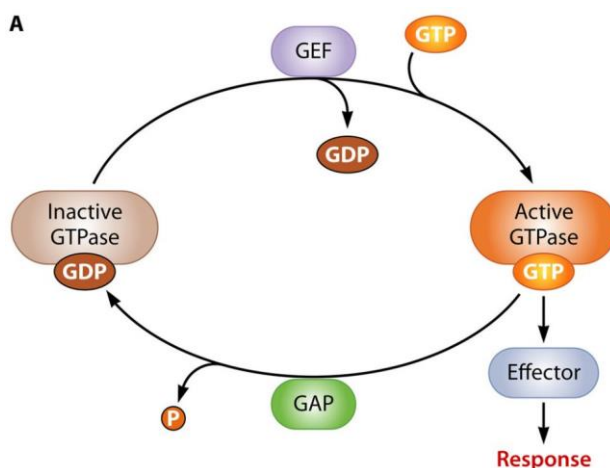 A
GEF
GTP
GDP
Inactive
GTPase
GDP
Active
GTPase
GTP
Effector
P
GAP
Response